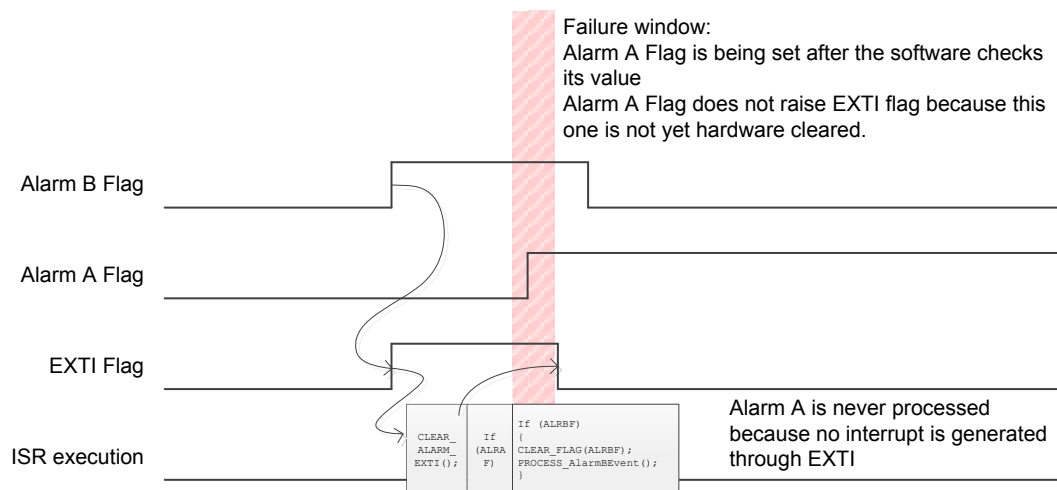 Failure window:
Alarm A Flag is being set after the software checks
its value
Alarm A Flag does not raise EXTI flag because this
one is not yet hardware cleared.
Alarm B Flag
Alarm A Flag
EXTI Flag
ISR execution
CLEAR_
ALARM_
EXTI();
If
(ALRA
F)
If (ALRBF)
{
CLEAR_FLAG(ALRBF);
PROCESS_AlarmBEvent();
}
Alarm A is never processed
because no interrupt is generated
through EXTI